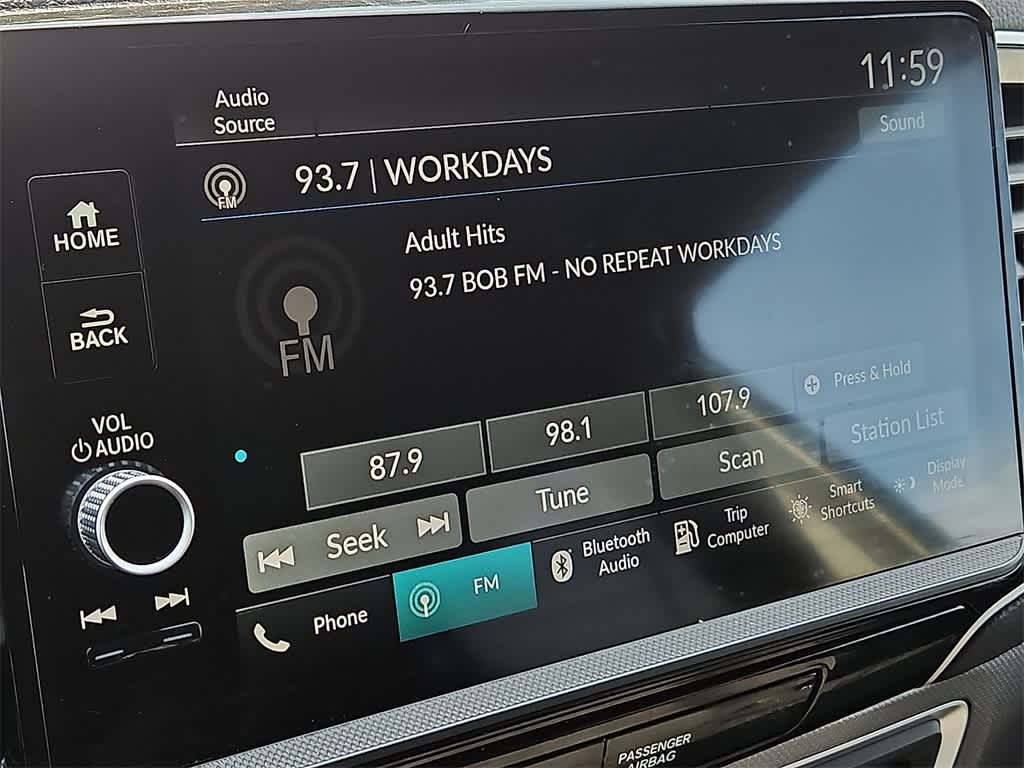 11:59
Audio
Source
Sound
FM
93.7 | WORKDAYS
HOME
Adult Hits
93.7 BOB FM - NO REPEAT WORKDAYS
BACK
FM
VOL
AUDIO
87.9
98.1
107.9
Press & Hold
Seek
Tune
Scan
Station List
Phone
FM
Bluetooth
Audio
Trip
Computer
Smart
Shortcuts
Display
Mode
PASSENGER
AIRBAG